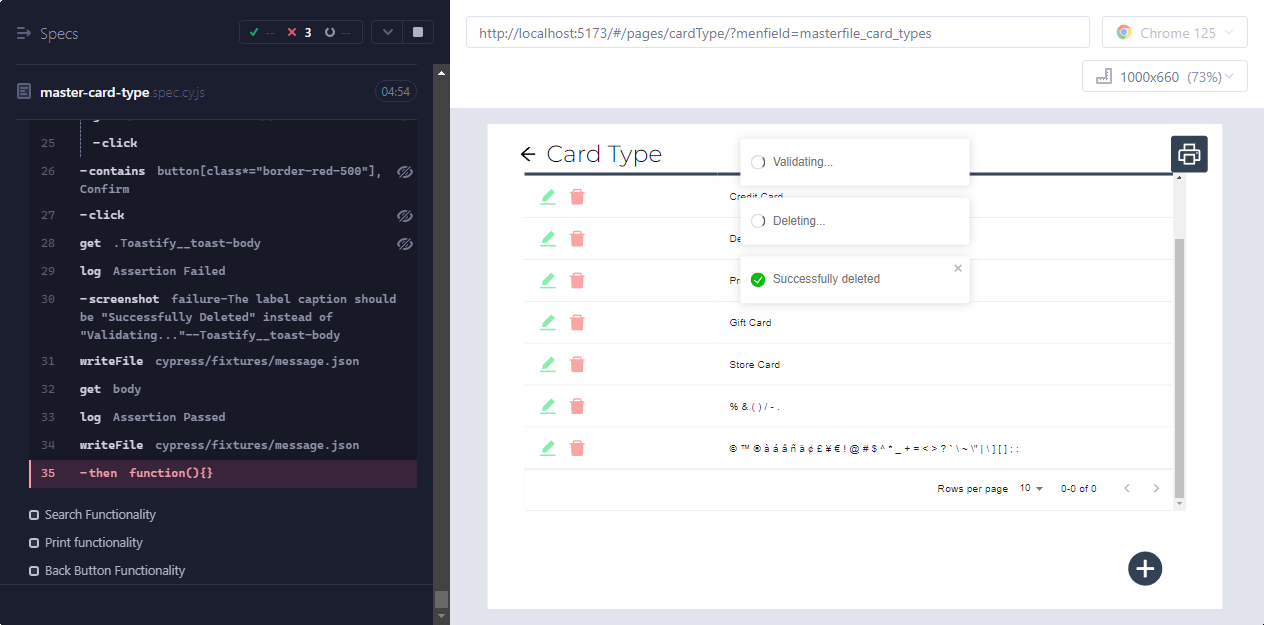 Specs
-- 3 --
master-card-type.spec.cy.js 04:54
25 -click
26 -contains button[class*="border-red-500"],
Confirm
27 -click
28 get .Toastify__toast-body
29 log Assertion Failed
30 -screenshot failure-The label caption should
be "Successfully Deleted" instead of
"Validating..."--Toastify__toast-body
31 writeFile cypress/fixtures/message.json
32 get body
33 log Assertion Passed
34 writeFile cypress/fixtures/message.json
35 -then function(){}
Search Functionality
Print functionality
Back Button Functionality
http://localhost:5173/#/pages/cardType/?menfield=masterfile_card_types
Chrome 125
1000x660 (73%)
Card Type
Validating...
Credit Card
Deleting...
De
Pr
Successfully deleted
Gift Card
Store Card
% & ( ) / - .
Rows per page 10 0-0 of 0